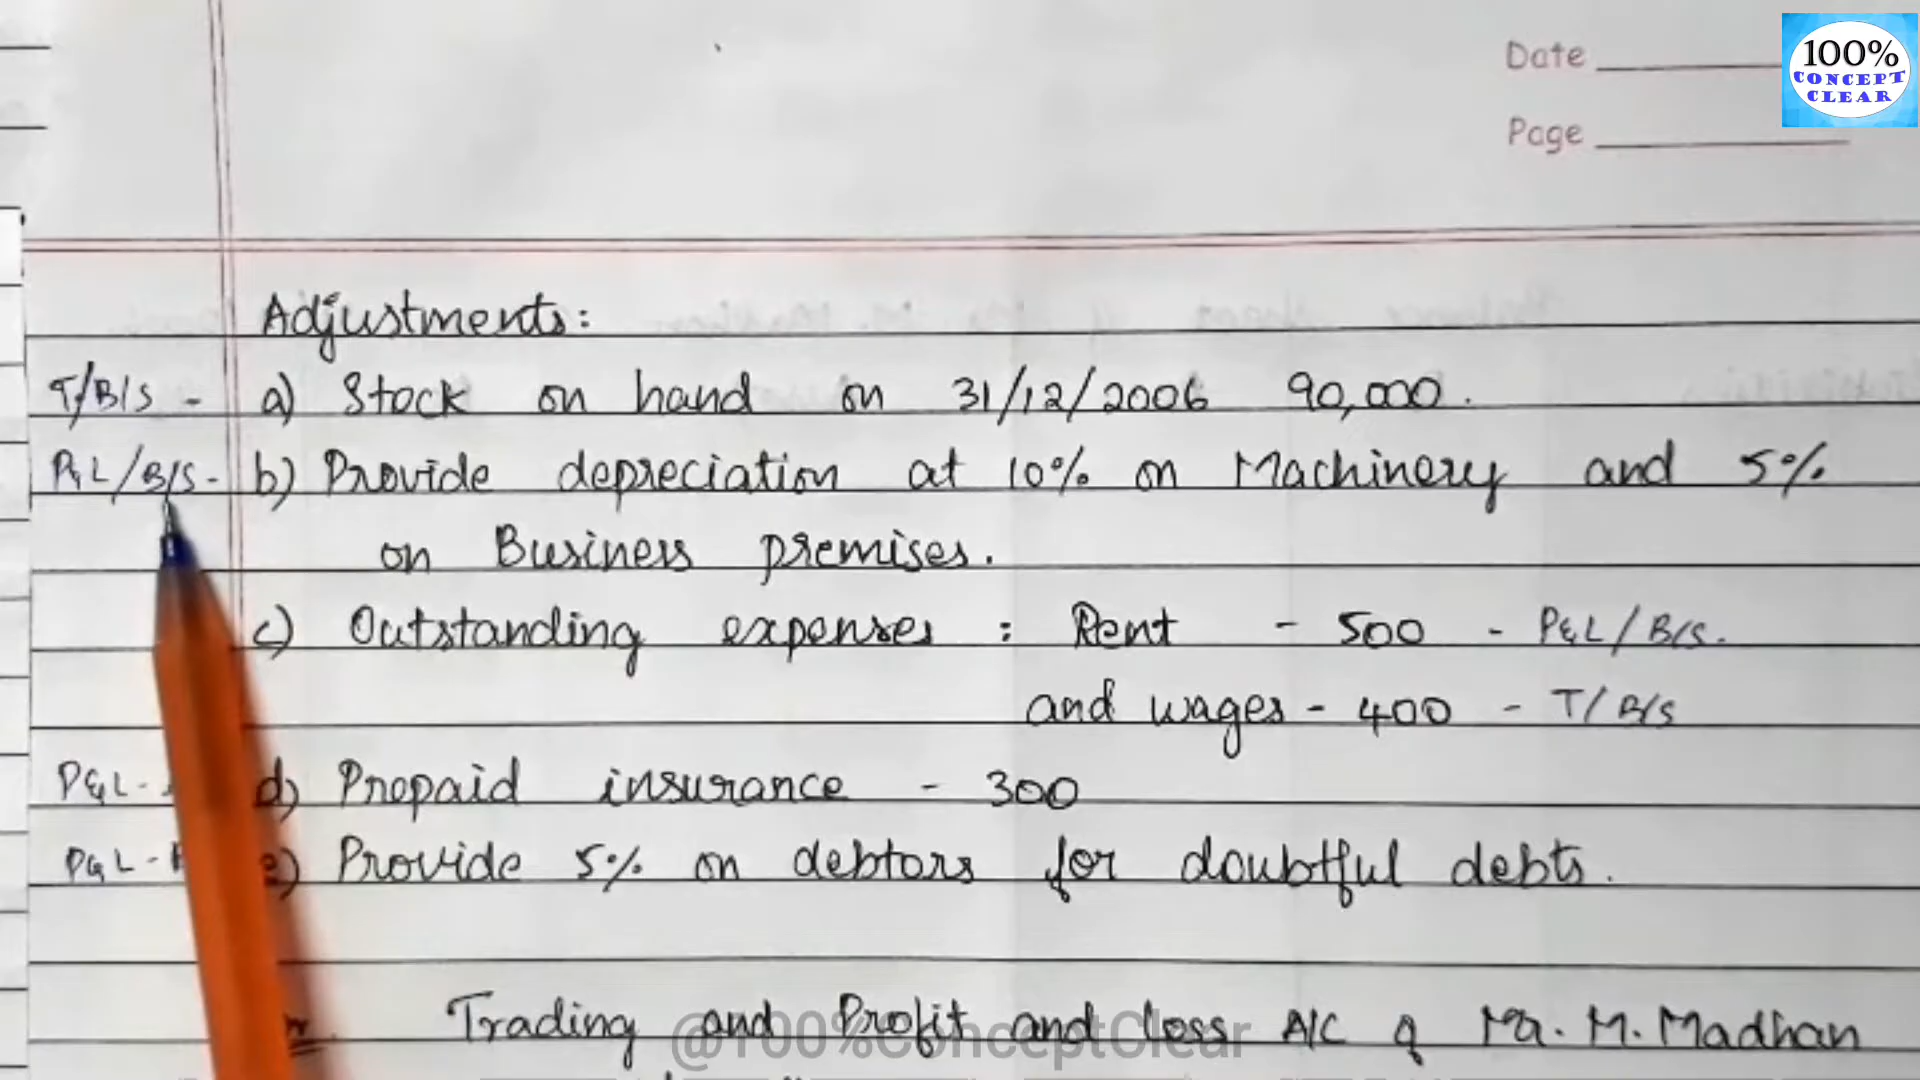 Date
Page
100%
CONCEPT
CLEAR
Adjustments:
T/B/S - a) Stock on hand on 31/12/2006 90,000.
P&L/B/S - b) Provide depreciation at 10% on Machinery and 5%
on Business premises.
c) Outstanding expenses : Rent - 500 - P&L/B/S.
and wages - 400 - T/B/S
P&L - d) Prepaid insurance - 300
P&L - e) Provide 5% on debtors for doubtful debts.
Trading and Profit and loss A/C of Mr. M. Madhan
@100%ConceptClear